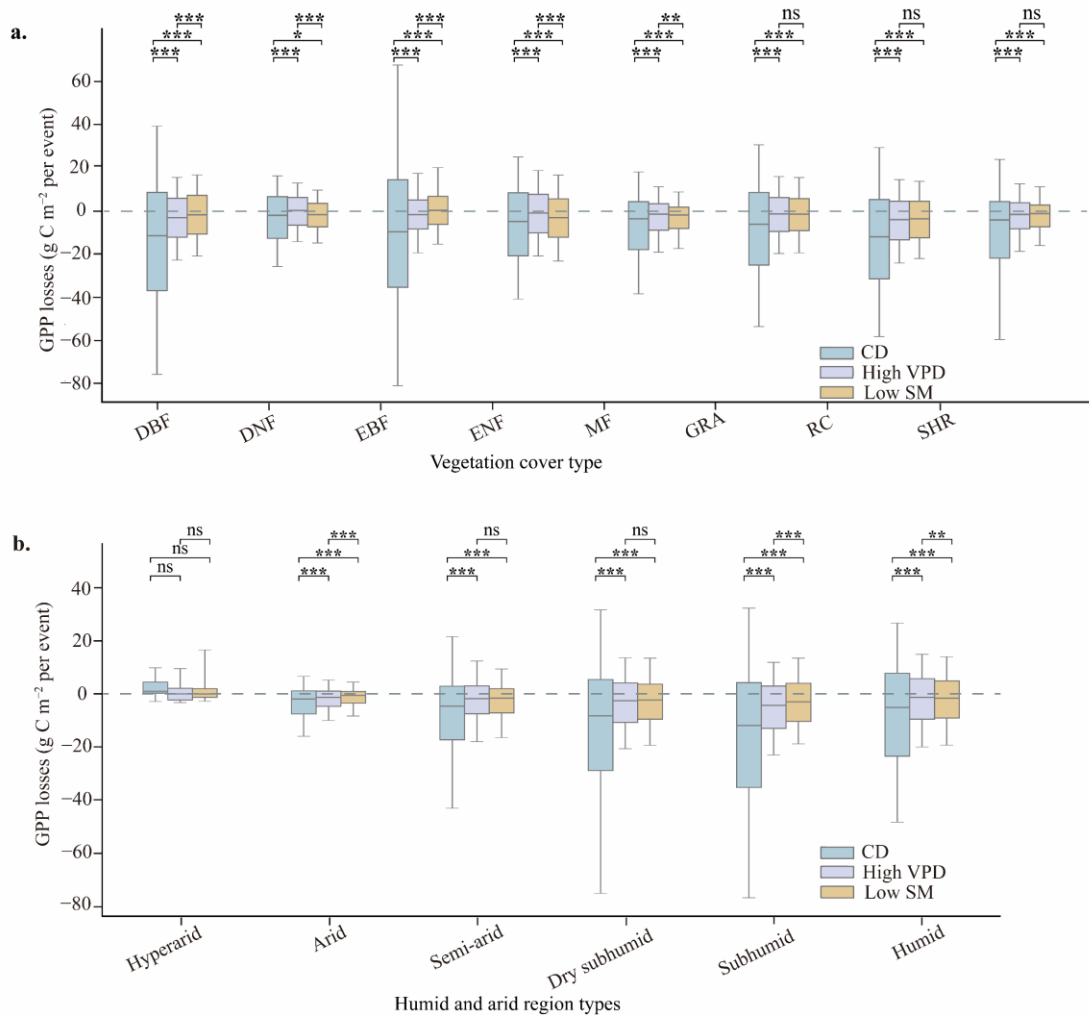 a.
*** *** *** *** ** ns ns ns
*** * *** *** *** *** *** ***
*** *** *** *** *** *** *** ***
GPP losses (g C m⁻² per event)
60
40
20
0
−20
−40
−60
−80
CD
High VPD
Low SM
DBF DNF EBF ENF MF GRA RC SHR
Vegetation cover type
b.
ns *** ns ns *** **
ns *** *** *** *** ***
ns *** *** *** *** ***
GPP losses (g C m⁻² per event)
40
20
0
−20
−40
−60
−80
CD
High VPD
Low SM
Hyperarid Arid Semi-arid Dry subhumid Subhumid Humid
Humid and arid region types